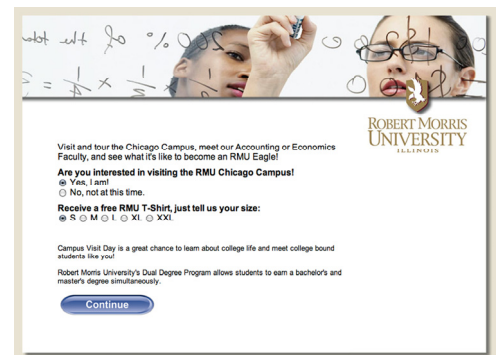 ROBERT MORRIS
UNIVERSITY
ILLINOIS
Visit and tour the Chicago Campus, meet our Accounting or Economics
Faculty, and see what it's like to become an RMU Eagle!
Are you interested in visiting the RMU Chicago Campus!
Yes, I am!
No, not at this time.
Receive a free RMU T-Shirt, just tell us your size:
S M L XL XXL
Campus Visit Day is a great chance to learn about college life and meet college bound
students like you!
Robert Morris University's Dual Degree Program allows students to earn a bachelor's and
master's degree simultaneously.
Continue